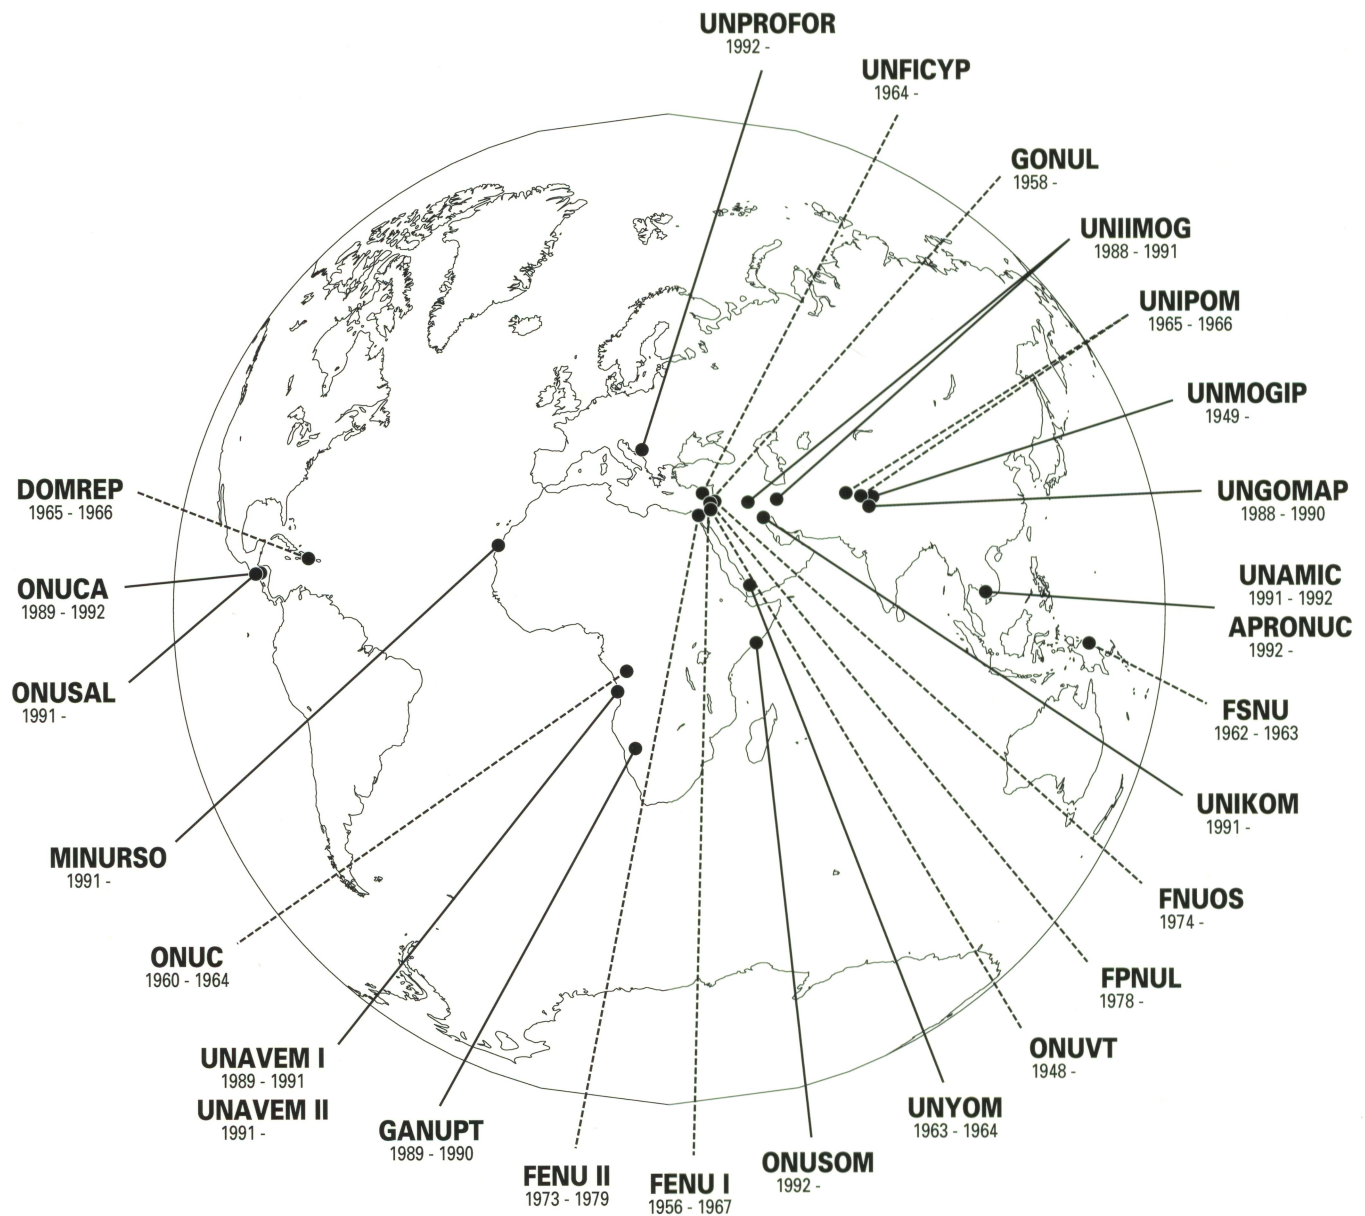 UNPROFOR
1992 -
UNFICYP
1964 -
GONUL
1958 -
UNIIMOG
1988 - 1991
UNIPOM
1965 - 1966
UNMOGIP
1949 -
UNGOMAP
1988 - 1990
UNAMIC
1991 - 1992
APRONUC
1992 -
FSNU
1962 - 1963
UNIKOM
1991 -
FNUOS
1974 -
FPNUL
1978 -
ONUVT
1948 -
UNYOM
1963 - 1964
ONUSOM
1992 -
FENU I
1956 - 1967
FENU II
1973 - 1979
GANUPT
1989 - 1990
UNAVEM I
1989 - 1991
UNAVEM II
1991 -
ONUC
1960 - 1964
MINURSO
1991 -
ONUSAL
1991 -
ONUCA
1989 - 1992
DOMREP
1965 - 1966